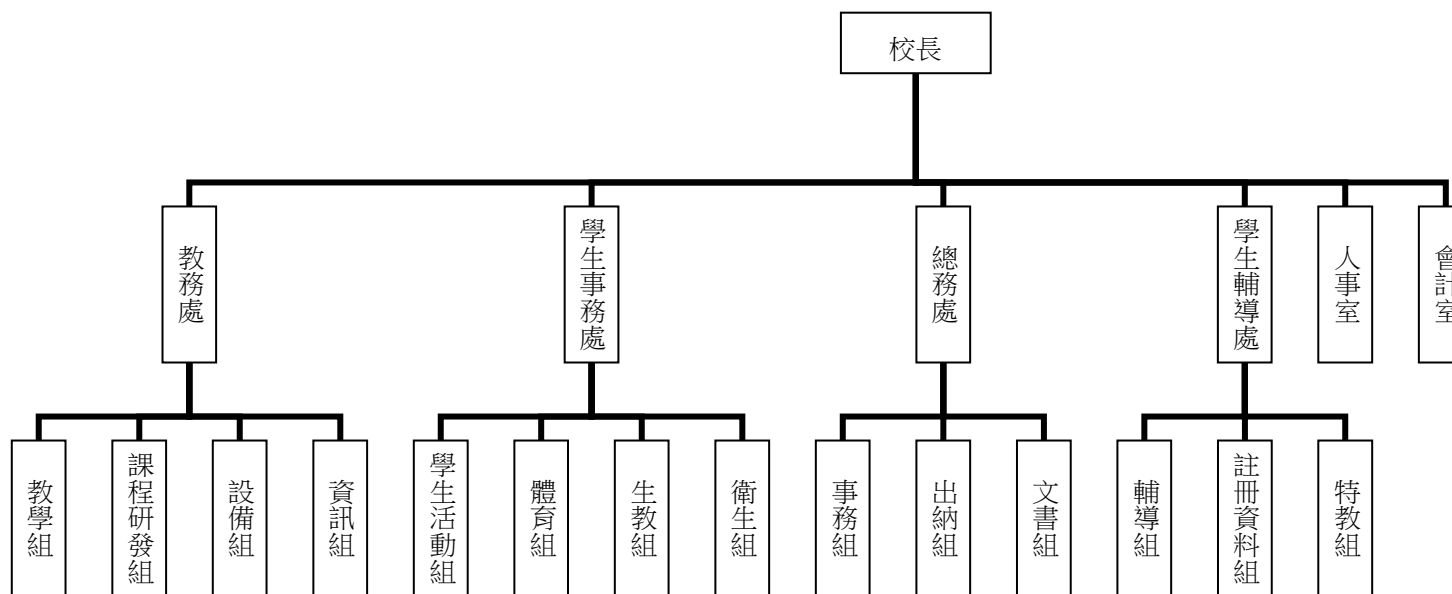 校長
教務處
學生事務處
總務處
學生輔導處
人事室
會計室
教學組
課程研發組
設備組
資訊組
學生活動組
體育組
生教組
衛生組
事務組
出納組
文書組
輔導組
註冊資料組
特教組